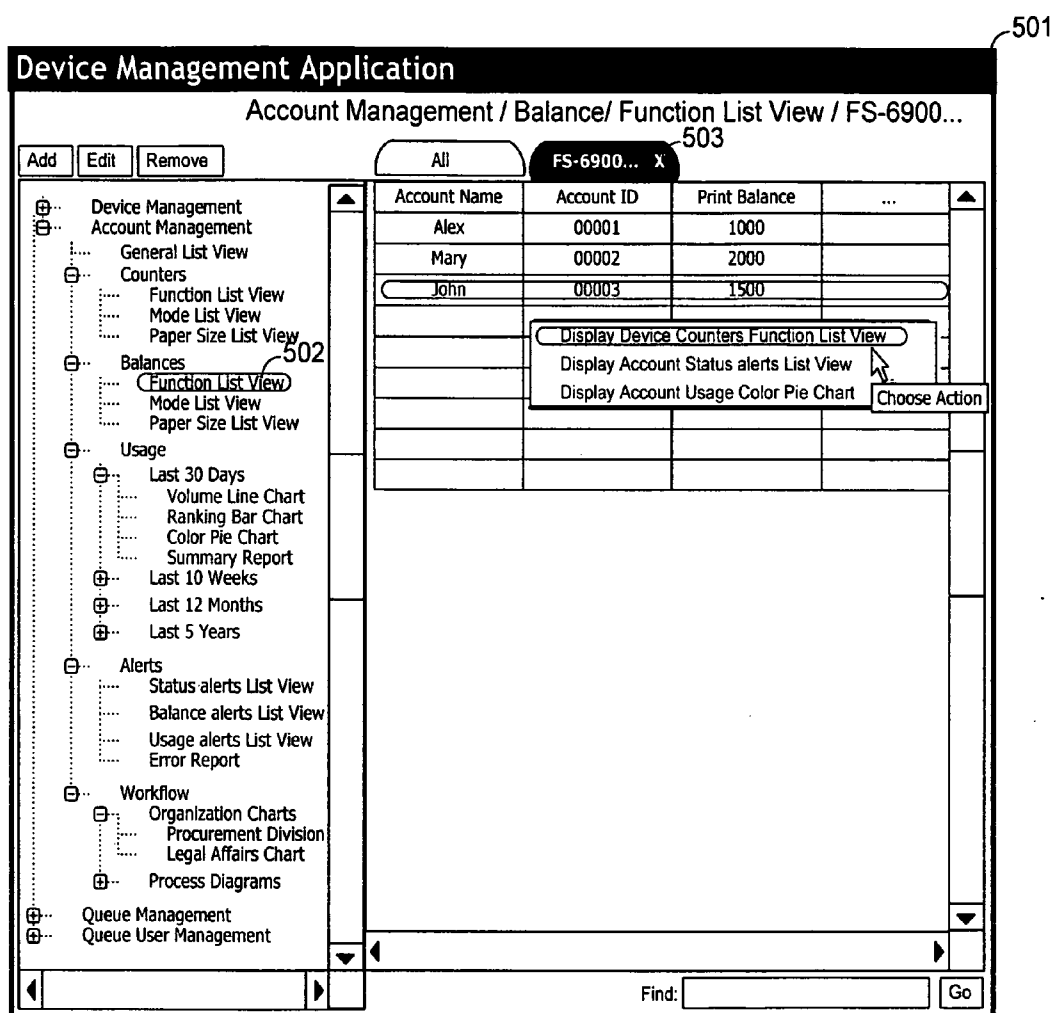 501
Device Management Application
Account Management / Balance/ Function List View / FS-6900...
503
Add Edit Remove
All FS-6900... X
Device Management
Account Management
General List View
Counters
Function List View
Mode List View
Paper Size List View
502
Balances
Function List View
Mode List View
Paper Size List View
Usage
Last 30 Days
Volume Line Chart
Ranking Bar Chart
Color Pie Chart
Summary Report
Last 10 Weeks
Last 12 Months
Last 5 Years
Alerts
Status alerts List View
Balance alerts List View
Usage alerts List View
Error Report
Workflow
Organization Charts
Procurement Division
Legal Affairs Chart
Process Diagrams
Queue Management
Queue User Management
Account Name Account ID Print Balance ...
Alex 00001 1000
Mary 00002 2000
John 00003 1500
Display Device Counters Function List View
Display Account Status alerts List View
Display Account Usage Color Pie Chart
Choose Action
Find: Go